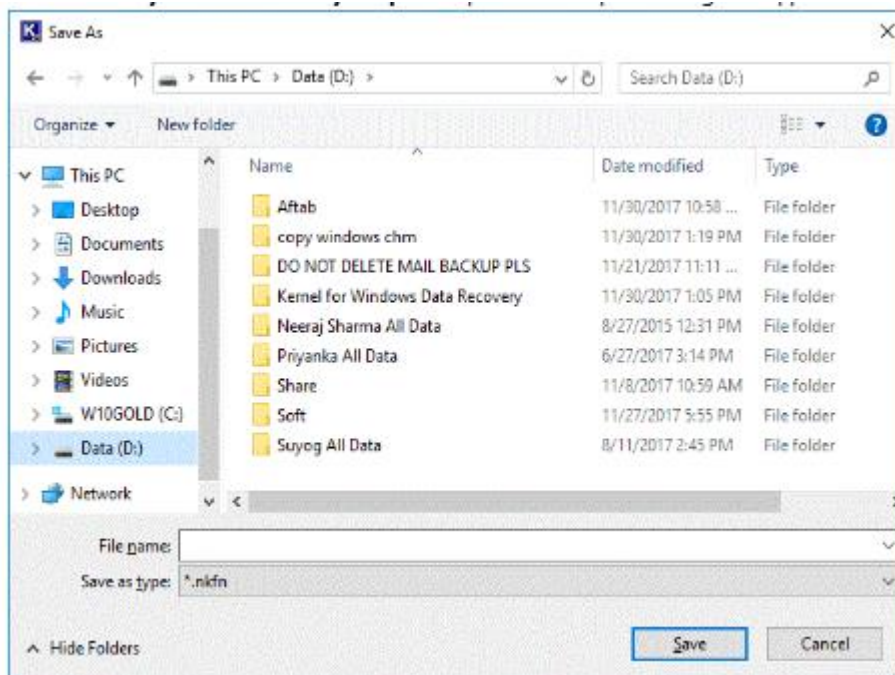 Save As
This PC > Data (D:) >
Search Data (D:)
Organize
New folder
Name
Date modified
Type
This PC
Desktop
Documents
Downloads
Music
Pictures
Videos
W10GOLD (C:)
Data (D:)
Network
Aftab 11/30/2017 10:58 ... File folder
copy windows chm 11/30/2017 1:19 PM File folder
DO NOT DELETE MAIL BACKUP PLS 11/21/2017 11:11 ... File folder
Kernel for Windows Data Recovery 11/30/2017 1:05 PM File folder
Neeraj Sharma All Data 8/27/2015 12:31 PM File folder
Priyanka All Data 6/27/2017 3:14 PM File folder
Share 11/8/2017 10:59 AM File folder
Soft 11/27/2017 5:55 PM File folder
Suyog All Data 8/11/2017 2:45 PM File folder
File name:
Save as type: *.nkfn
Hide Folders
Save
Cancel